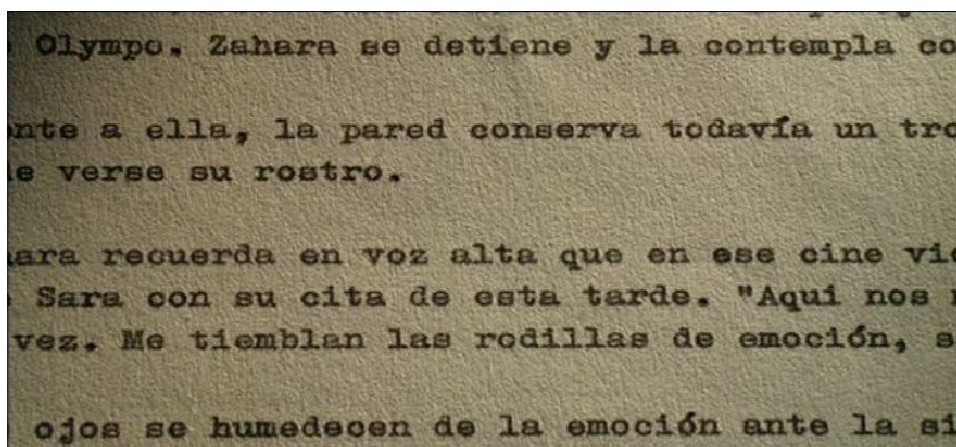 Olympo. Zahara se detiene y la contempla co
nte a ella, la pared conserva todavía un tro
e verse su rostro.
ara recuerda en voz alta que en ese cine vi
Sara con su cita de esta tarde. "Aqui nos
vez. Me tiemblan las rodillas de emoción, s
ojos se humedecen de la emoción ante la si